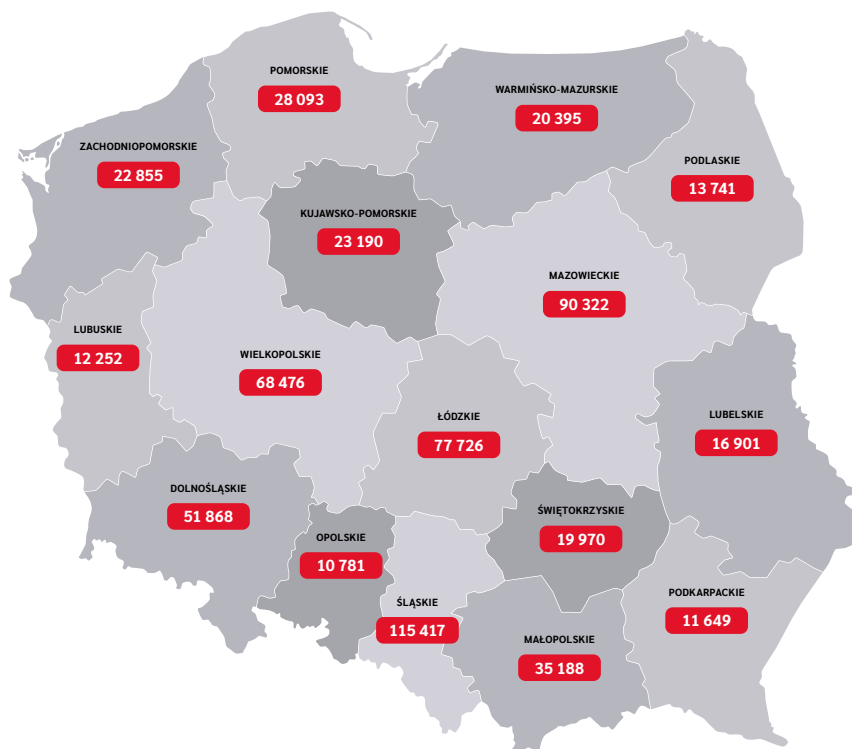 POMORSKIE
28 093
WARMIŃSKO-MAZURSKIE
20 395
ZACHODNIOPOMORSKIE
22 855
PODLASKIE
13 741
KUJAWSKO-POMORSKIE
23 190
MAZOWIECKIE
90 322
LUBUSKIE
12 252
WIELKOPOLSKIE
68 476
ŁÓDZKIE
77 726
LUBELSKIE
16 901
DOLNOŚLĄSKIE
51 868
OPOLSKIE
10 781
ŚWIĘTOKRZYSKIE
19 970
ŚLĄSKIE
115 417
MAŁOPOLSKIE
35 188
PODKARPACKIE
11 649